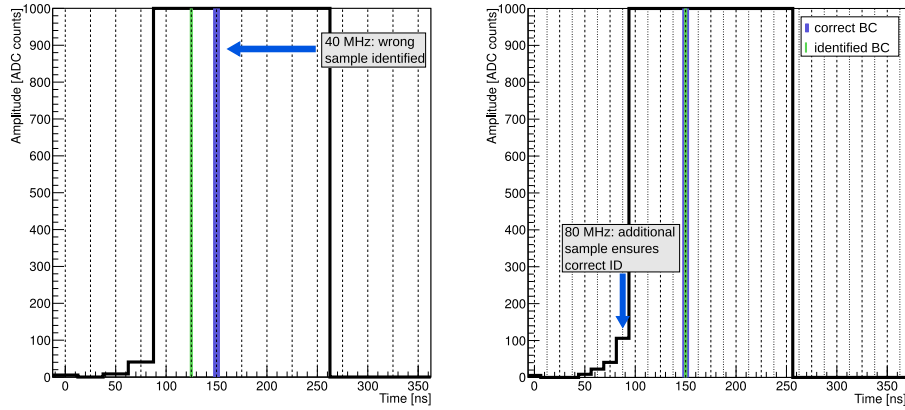 Amplitude [ADC counts]
1000
900
800
700
600
500
400
300
200
100
0
0 50 100 150 200 250 300 350
Time [ns]
40 MHz: wrong
sample identified
Amplitude [ADC counts]
1000
900
800
700
600
500
400
300
200
100
0
0 50 100 150 200 250 300 350
Time [ns]
correct BC
identified BC
80 MHz: additional
sample ensures
correct ID